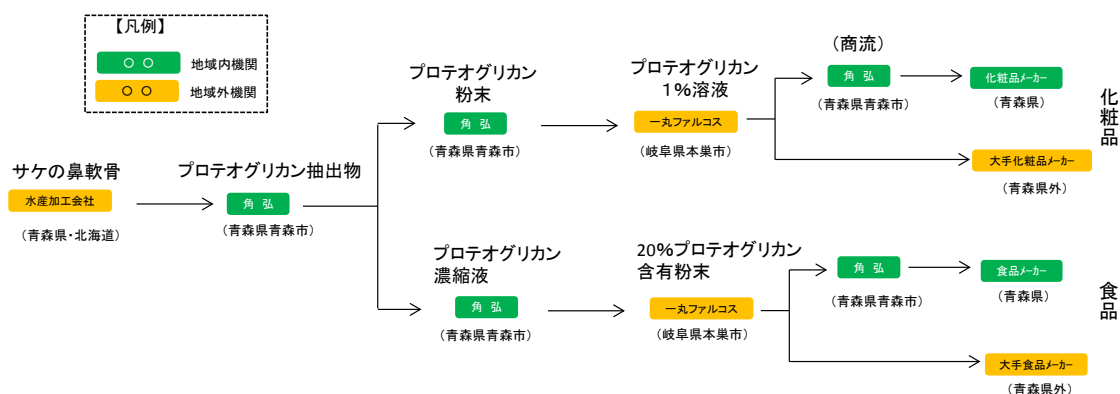 【凡例】
○ ○
地域内機関
○ ○
地域外機関
サケの鼻軟骨
水産加工会社
（青森県・北海道）
プロテオグリカン抽出物
角 弘
（青森県青森市）
プロテオグリカン
粉末
角 弘
（青森県青森市）
プロテオグリカン
1%溶液
一丸ファルコス
（岐阜県本巣市）
（商流）
角 弘
（青森県青森市）
化粧品メーカー
（青森県）
大手化粧品メーカー
（青森県外）
化粧品
プロテオグリカン
濃縮液
角 弘
（青森県青森市）
20%プロテオグリカン
含有粉末
一丸ファルコス
（岐阜県本巣市）
角 弘
（青森県青森市）
食品メーカー
（青森県）
大手食品メーカー
（青森県外）
食品